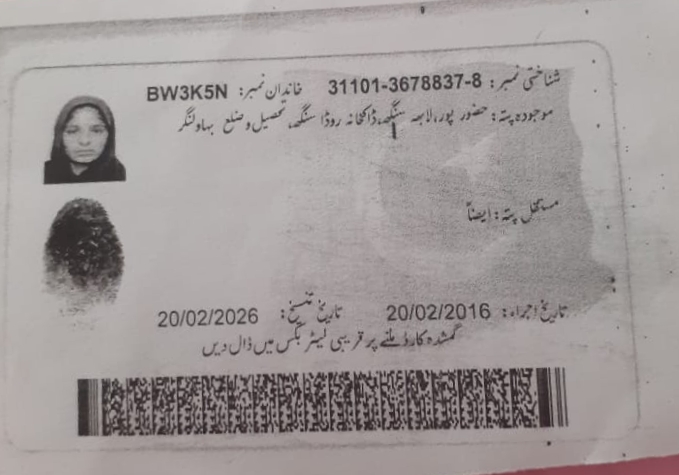 شناختی نمبر: 31101-3678837-8 خاندان نمبر: BW3K5N
موجودہ پتہ: حضور پور، لابھہ سنگھ، ڈاکخانہ روڈا سنگھ، تحصیل و ضلع بہاولنگر
مستقل پتہ: ایضاً
تاریخ اجراء: 20/02/2016 تاریخ تنسیخ: 20/02/2026
گمشدہ کارڈ ملنے پر قریبی لیٹر بکس میں ڈال دیں